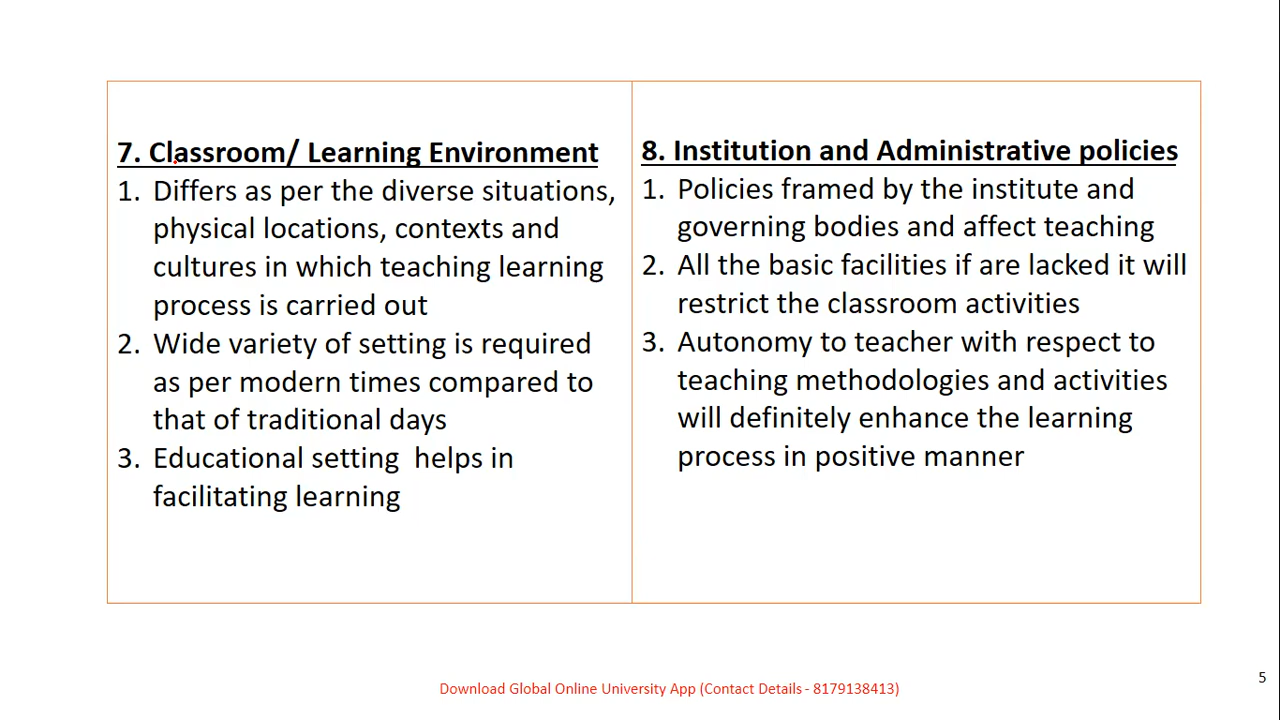 7. Classroom/ Learning Environment
1. Differs as per the diverse situations,
physical locations, contexts and
cultures in which teaching learning
process is carried out
2. Wide variety of setting is required
as per modern times compared to
that of traditional days
3. Educational setting  helps in
facilitating learning
8. Institution and Administrative policies
1. Policies framed by the institute and
governing bodies and affect teaching
2. All the basic facilities if are lacked it will
restrict the classroom activities
3. Autonomy to teacher with respect to
teaching methodologies and activities
will definitely enhance the learning
process in positive manner
5
Download Global Online University App (Contact Details - 8179138413)